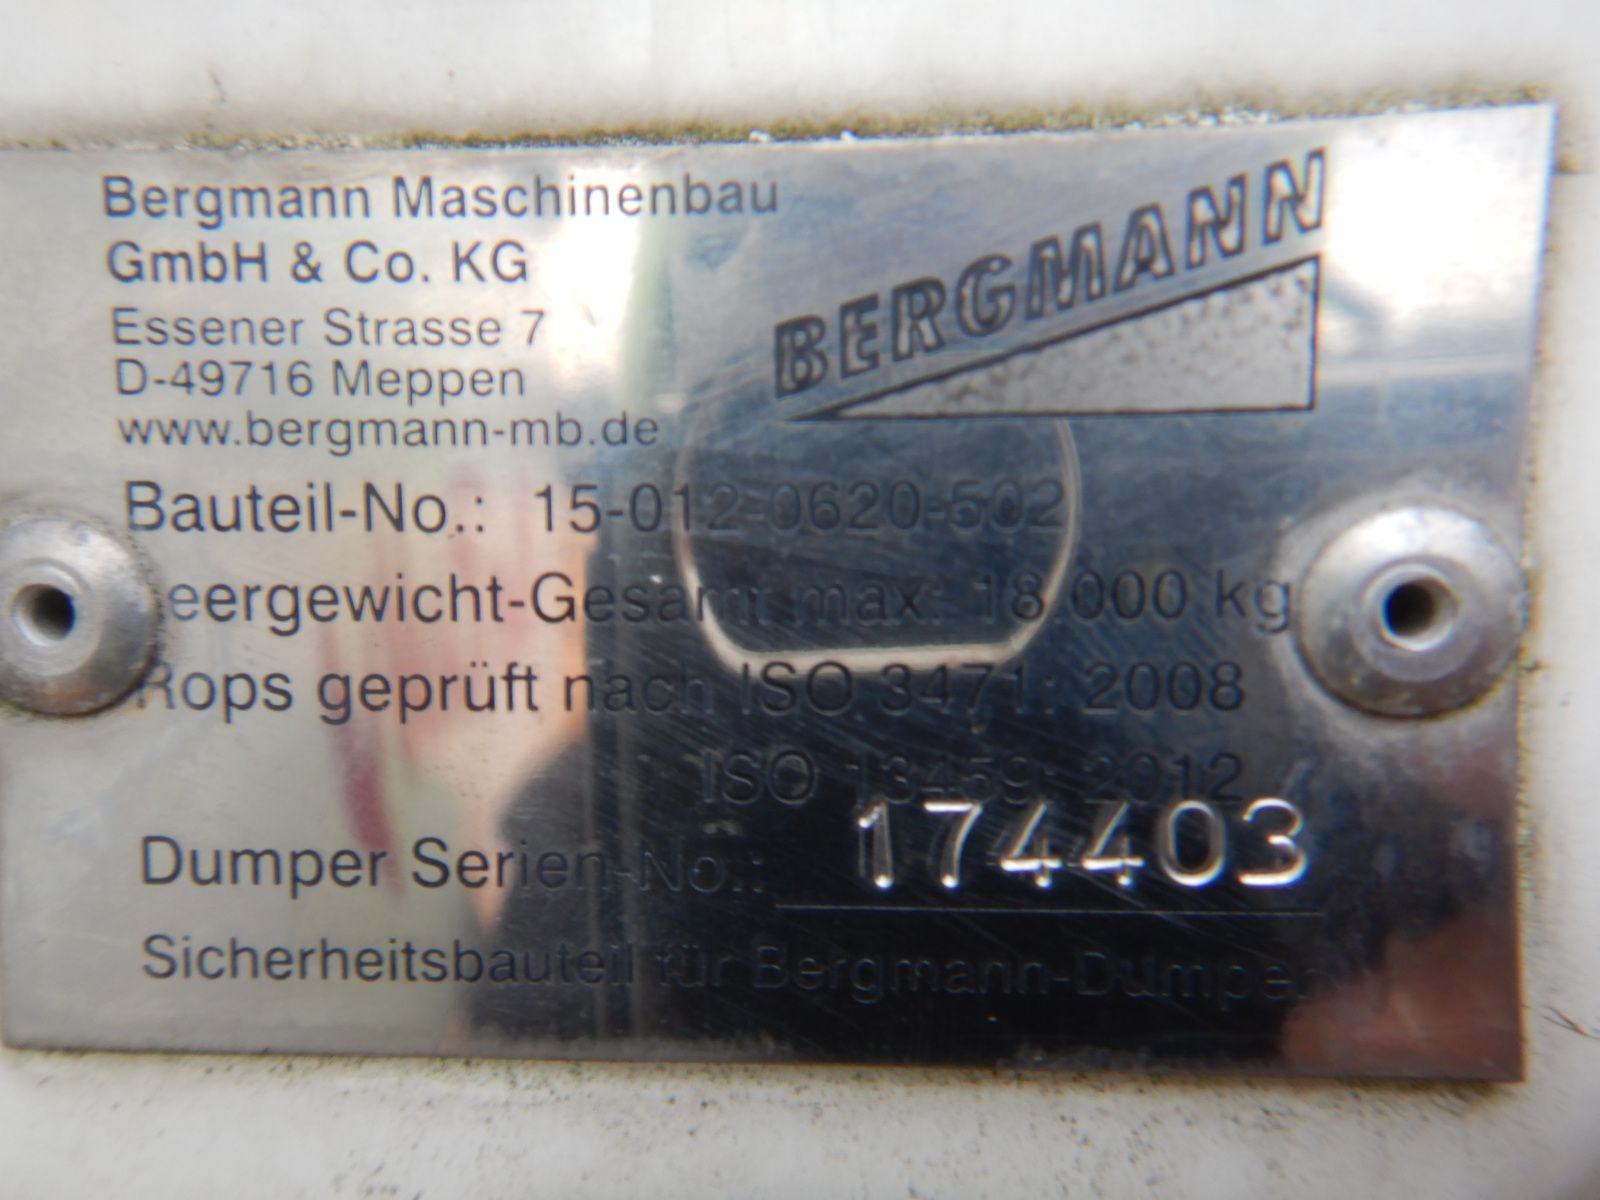 Bergmann Maschinenbau
GmbH & Co. KG
Essener Strasse 7
D-49716 Meppen
www.bergmann-mb.de
BERGMANN
Bauteil-No.: 15-012-0620-502
eergewicht-Gesamt max. 18.000 kg
Rops geprüft nach ISO 3471: 2008
ISO 13459: 2012
Dumper Serien-No.: 174403
Sicherheitsbauteil für Bergmann-Dumper